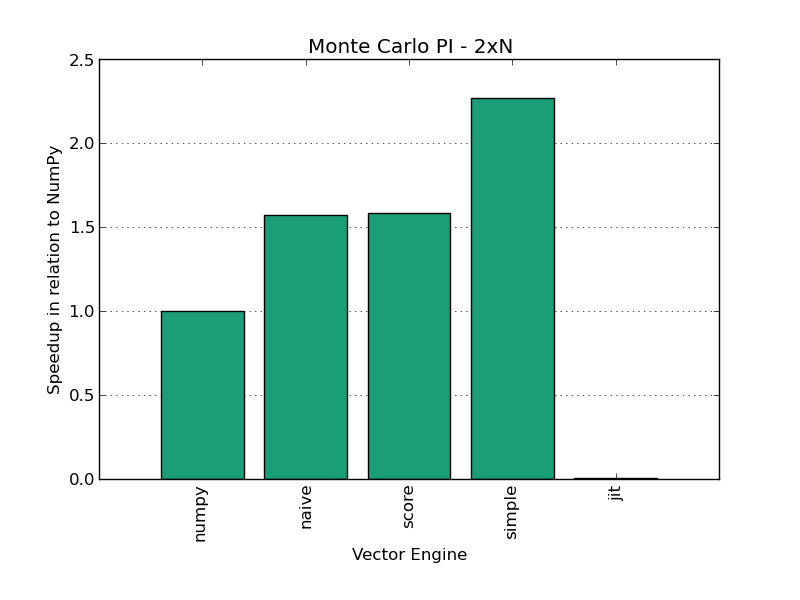 Monte Carlo PI - 2xN
2.5
2.0
1.5
1.0
0.5
0.0
Speedup in relation to NumPy
numpy
naive
score
simple
jit
Vector Engine